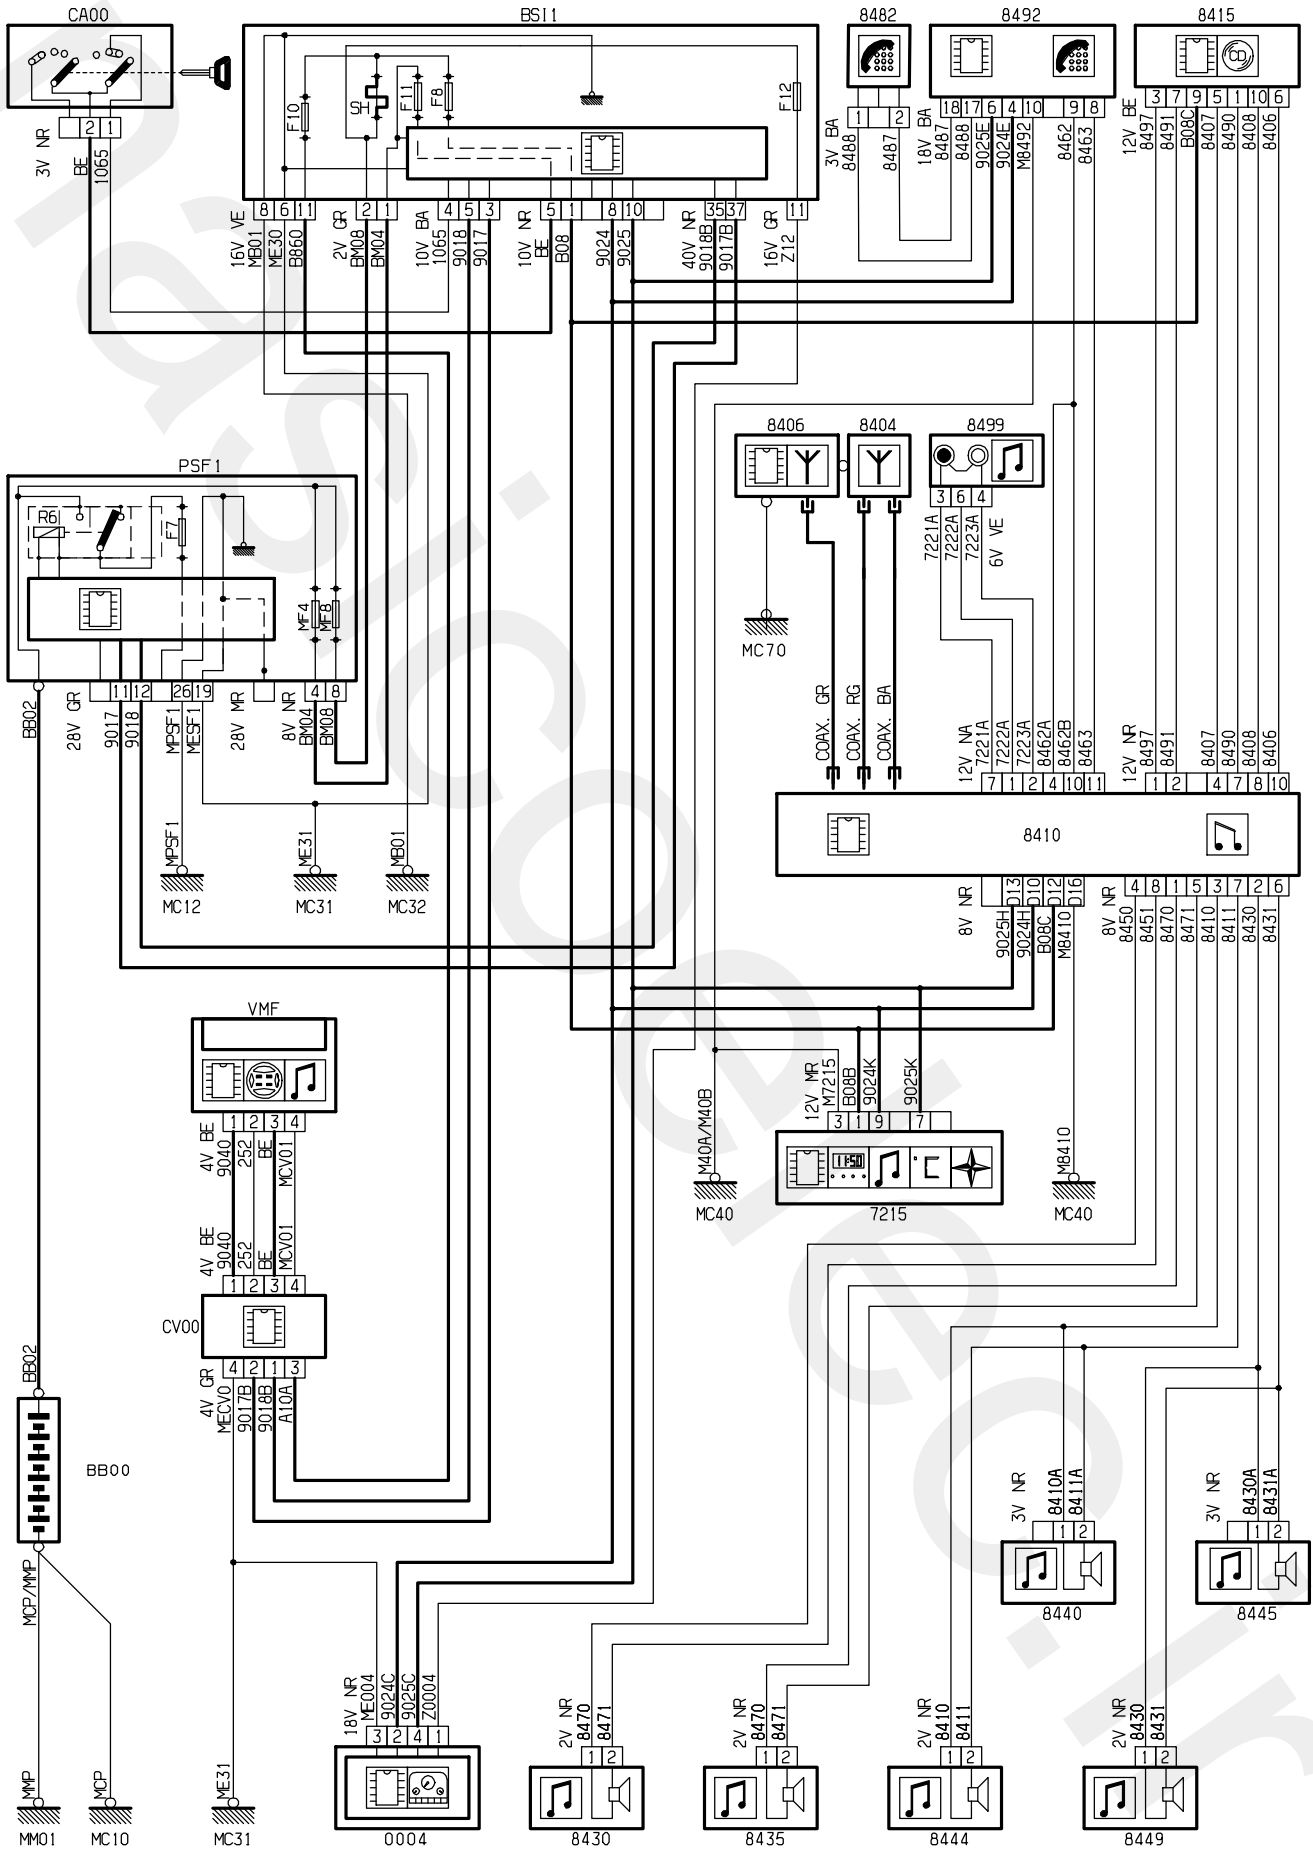 CA00
BSI1
8482
8492
8415
F10
SH
F11
F8
F12
CD
2 1
3V NR
BE
1065
8 6 11
16V VE
MB01
ME30
B860
2 1
2V GR
BM08
BM04
4 5 3
10V BA
1065
9018
9017
5 1 8 10
10V NR
BE
B08
9024
9025
35 37
40V NR
9018B
9017B
11
16V GR
Z12
1 2
3V BA
8488
8487
18 17 6 4 10 9 8
18V BA
8487
8488
9025E
9024E
M8492
8462
8463
3 7 9 5 1 10 6
12V BE
8497
8491
B08C
8407
8490
8408
8406
8406
8404
8499
3 6 4
7221A
7222A
7223A
6V VE
MC70
COAX. GR
COAX. RG
COAX. BA
PSF1
R6
F7
MF4
MF8
11 12 26 19
4 8
BB02
28V GR
9017
9018
MPSF1
MESF1
28V MR
8V NR
BM04
BM08
12V NA
7221A
7222A
7223A
8462A
8462B
8463
12V NR
8497
8491
8407
8490
8408
8406
7 1 2 4 10 11
1 2 4 7 8 10
8410
D13 D10 D12 D16
4 8 1 5 3 7 2 6
8V NR
9025H
9024H
B08C
M8410
8V NR
8450
8451
8470
8471
8410
8411
8430
8431
MPSF1
MC12
ME31
MC31
MB01
MC32
VMF
1 2 3 4
4V BE
9040
252
BE
MCV01
4V BE
9040
252
BE
MCV01
1 2 3 4
CV00
4 2 1 3
4V GR
MECV0
9017B
9018B
A10A
12V MR
M7215
B08B
9024K
9025K
3 1 9 7
11:50
°C
7215
M40A/M40B
MC40
M8410
MC40
BB02
BB00
MCP/MMP
MMP
MM01
MCP
MC10
ME31
MC31
18V NR
ME004
9024C
9025C
Z0004
3 2 4 1
0004
2V NR
8470
8471
1 2
8430
2V NR
8470
8471
1 2
8435
2V NR
8410
8411
1 2
8444
2V NR
8430
8431
1 2
8449
3V NR
8410A
8411A
1 2
8440
3V NR
8430A
8431A
1 2
8445